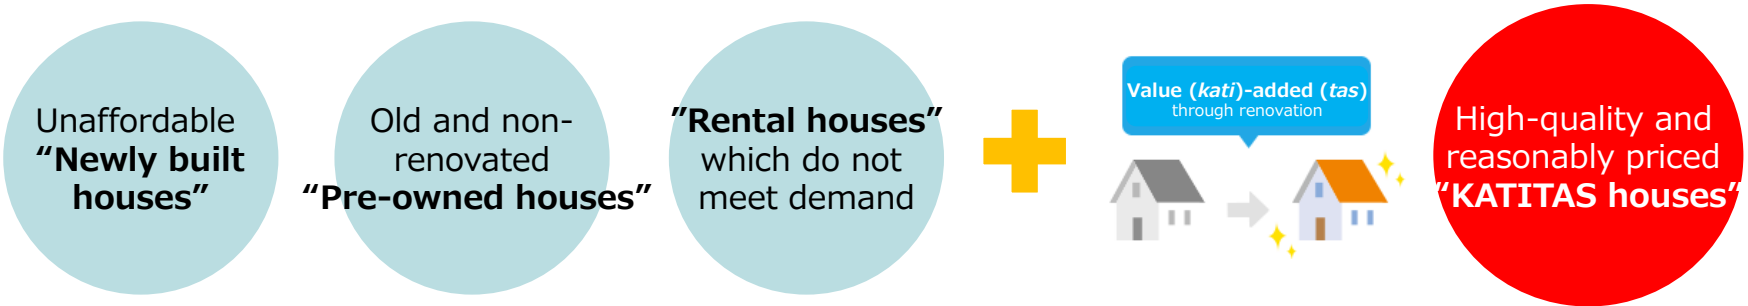 Unaffordable
“Newly built
houses”
Old and non-
renovated
“Pre-owned houses”
”Rental houses”
which do not
meet demand
Value (kati)-added (tas)
through renovation
High-quality and
reasonably priced
“KATITAS houses”